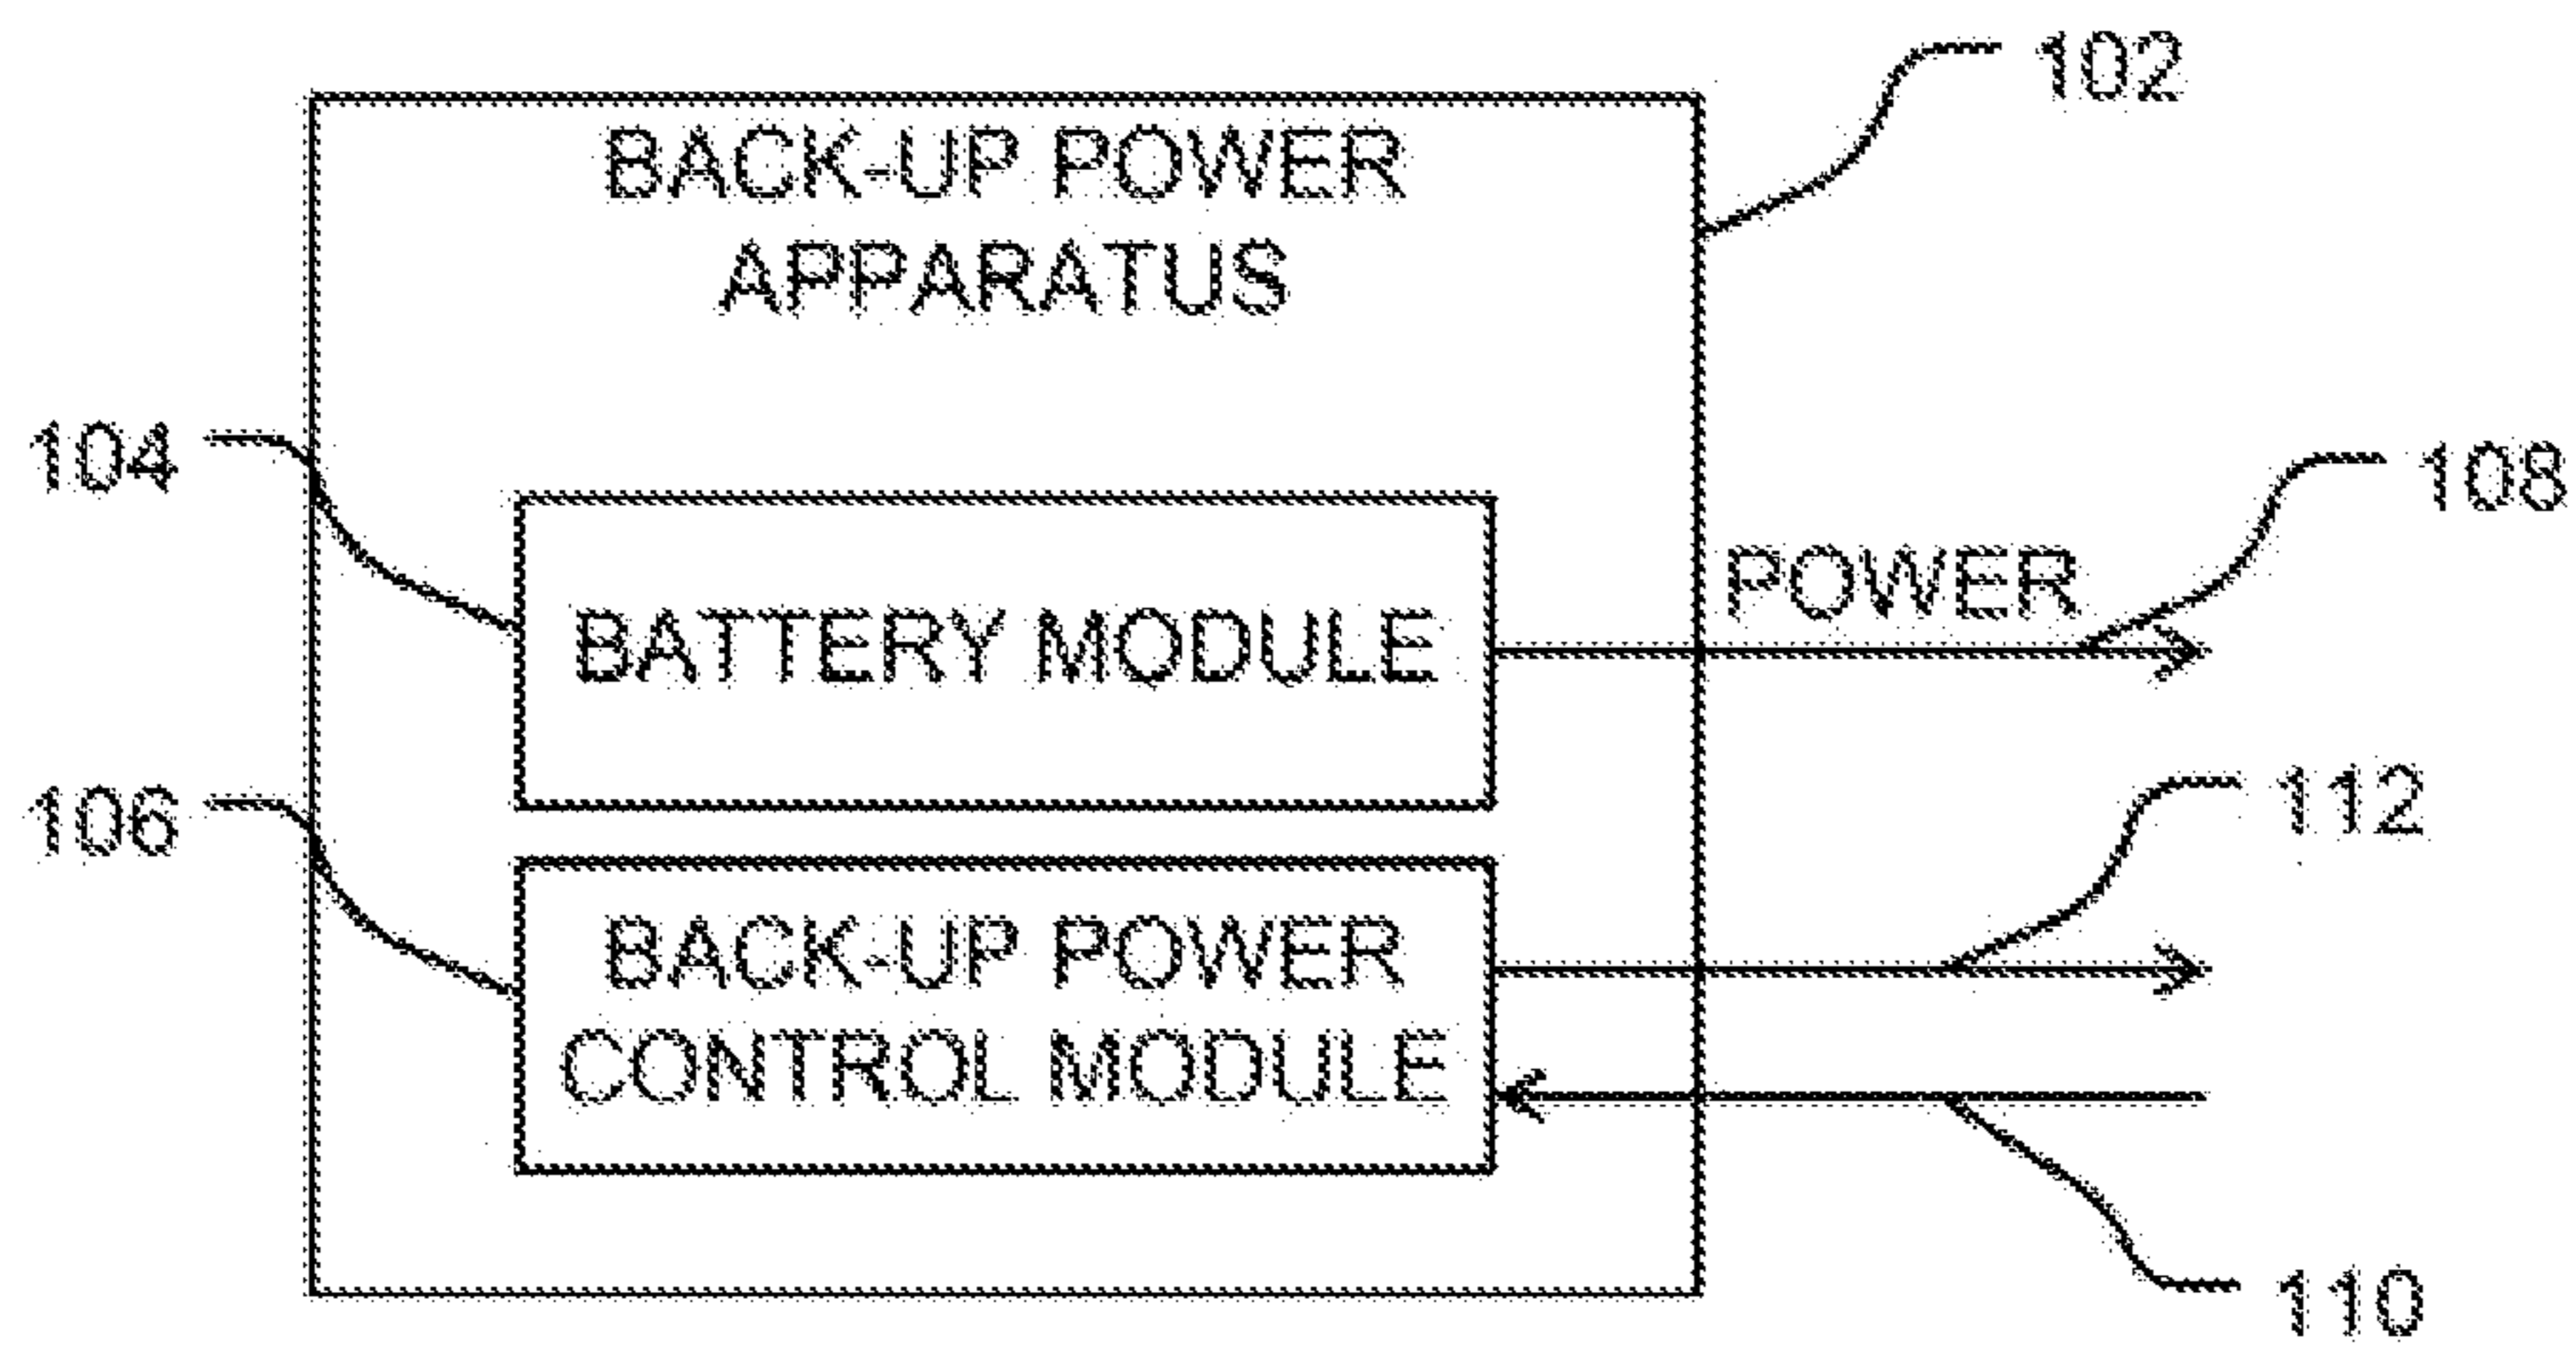 102
BACK-UP POWER
APPARATUS
104
108
POWER
BATTERY MODULE
106
112
BACK-UP POWER
CONTROL MODULE
110